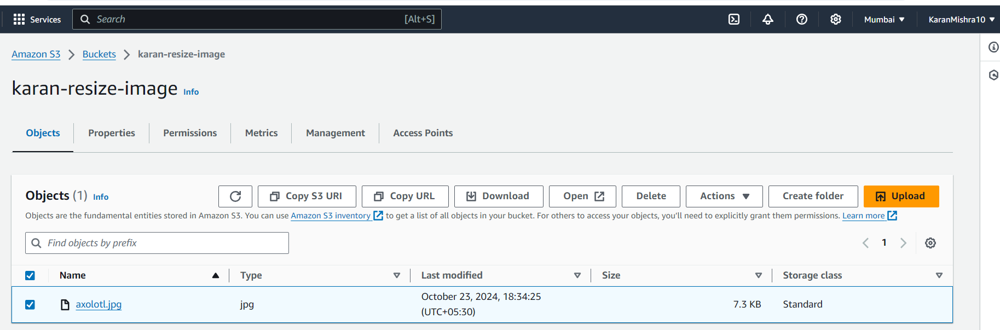 Services Search [Alt+S] Mumbai KaranMishra10
Amazon S3 Buckets karan-resize-image
karan-resize-image Info
Objects Properties Permissions Metrics Management Access Points
Objects (1) Info Copy S3 URI Copy URL Download Open Delete Actions Create folder Upload
Objects are the fundamental entities stored in Amazon S3. You can use Amazon S3 inventory to get a list of all objects in your bucket. For others to access your objects, you'll need to explicitly grant them permissions. Learn more
Find objects by prefix 1
Name Type Last modified Size Storage class
axolotl.jpg jpg October 23, 2024, 18:34:25 7.3 KB Standard
(UTC+05:30)